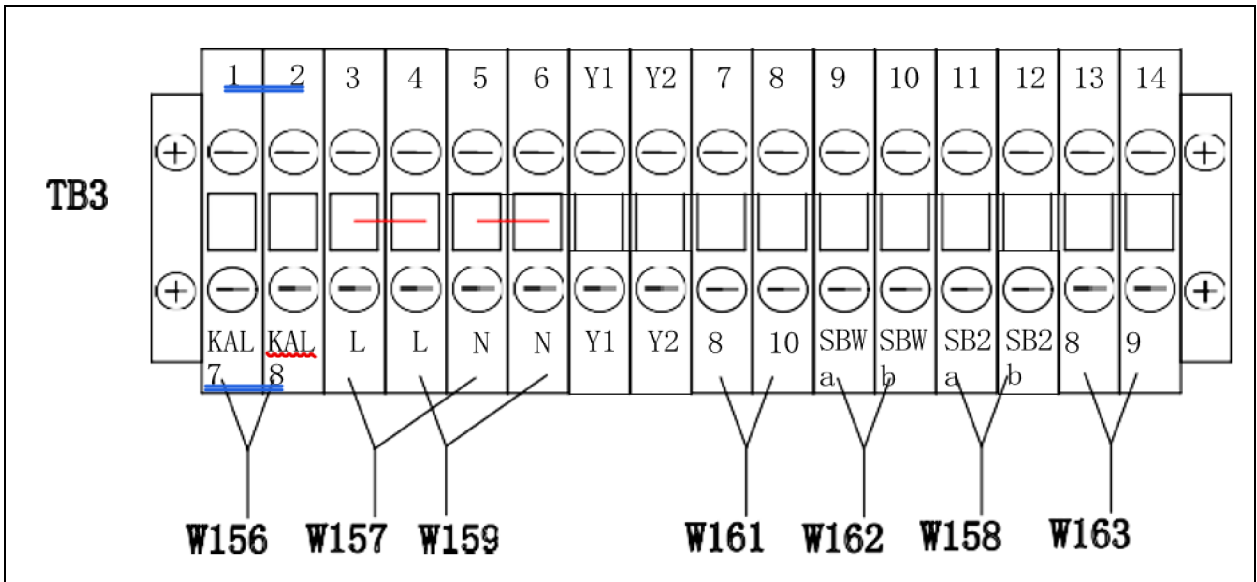 1 2 3 4 5 6 Y1 Y2 7 8 9 10 11 12 13 14
TB3
KAL KAL L L N N Y1 Y2 8 10 SBW SBW SB2 SB2 8 9
7 8 a b a b
W156 W157 W159 W161 W162 W158 W163